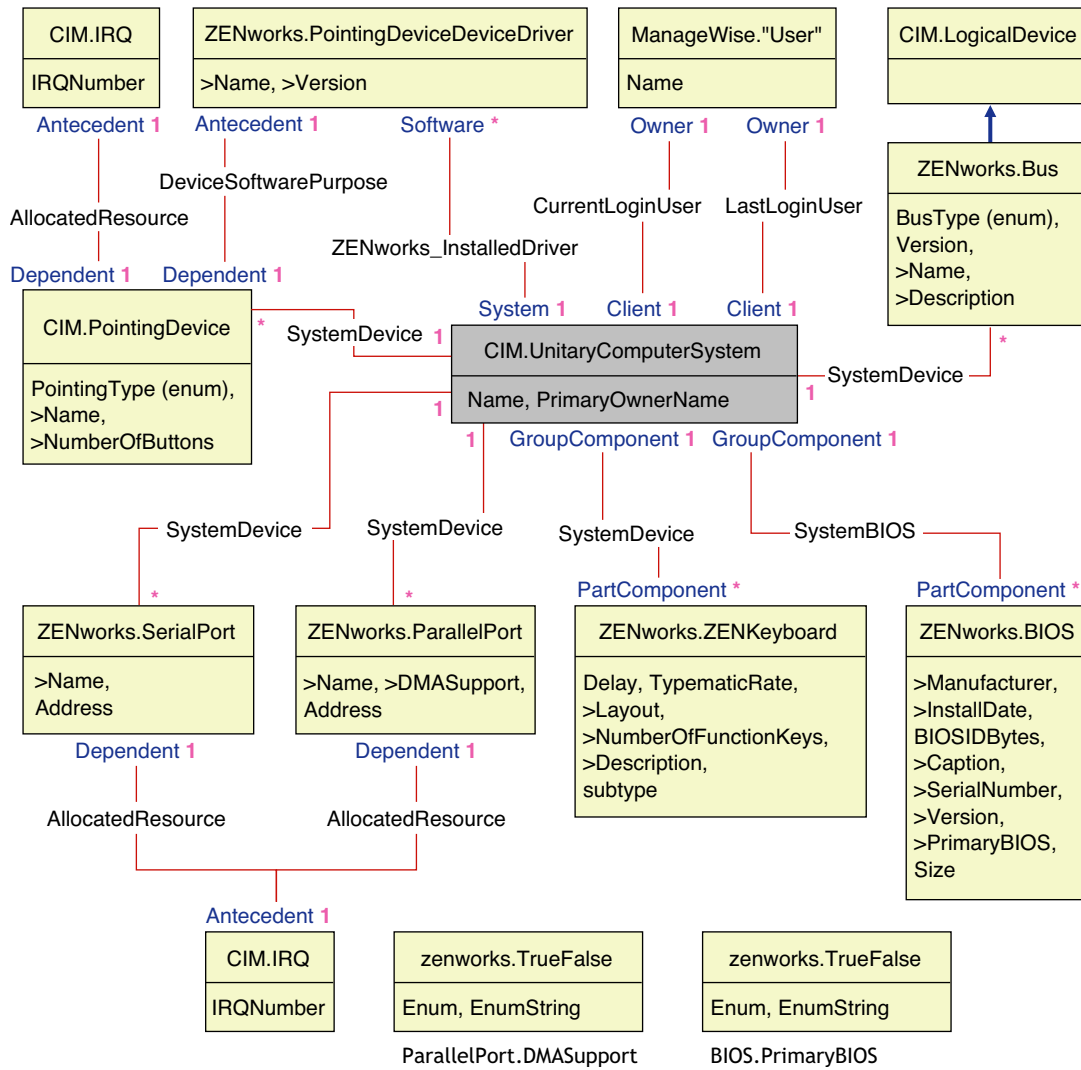 CIM.IRQ
IRQNumber
ZENworks.PointingDeviceDeviceDriver
>Name, >Version
ManageWise."User"
Name
CIM.LogicalDevice
Antecedent 1
Antecedent 1
Software *
Owner 1
Owner 1
AllocatedResource
DeviceSoftwarePurpose
ZENworks_InstalledDriver
CurrentLoginUser
LastLoginUser
ZENworks.Bus
BusType (enum),
Version,
>Name,
>Description
*
Dependent 1
Dependent 1
System 1
Client 1
Client 1
CIM.PointingDevice
PointingType (enum),
>Name,
>NumberOfButtons
*
SystemDevice
1
CIM.UnitaryComputerSystem
Name, PrimaryOwnerName
SystemDevice
1
1
1
GroupComponent 1
GroupComponent 1
SystemDevice
SystemDevice
SystemDevice
SystemBIOS
*
*
PartComponent *
PartComponent *
ZENworks.SerialPort
>Name,
Address
ZENworks.ParallelPort
>Name, >DMASupport,
Address
ZENworks.ZENKeyboard
Delay, TypematicRate,
>Layout,
>NumberOfFunctionKeys,
>Description,
subtype
ZENworks.BIOS
>Manufacturer,
>InstallDate,
BIOSIDBytes,
>Caption,
>SerialNumber,
>Version,
>PrimaryBIOS,
Size
Dependent 1
Dependent 1
AllocatedResource
AllocatedResource
Antecedent 1
CIM.IRQ
IRQNumber
zenworks.TrueFalse
Enum, EnumString
ParallelPort.DMASupport
zenworks.TrueFalse
Enum, EnumString
BIOS.PrimaryBIOS